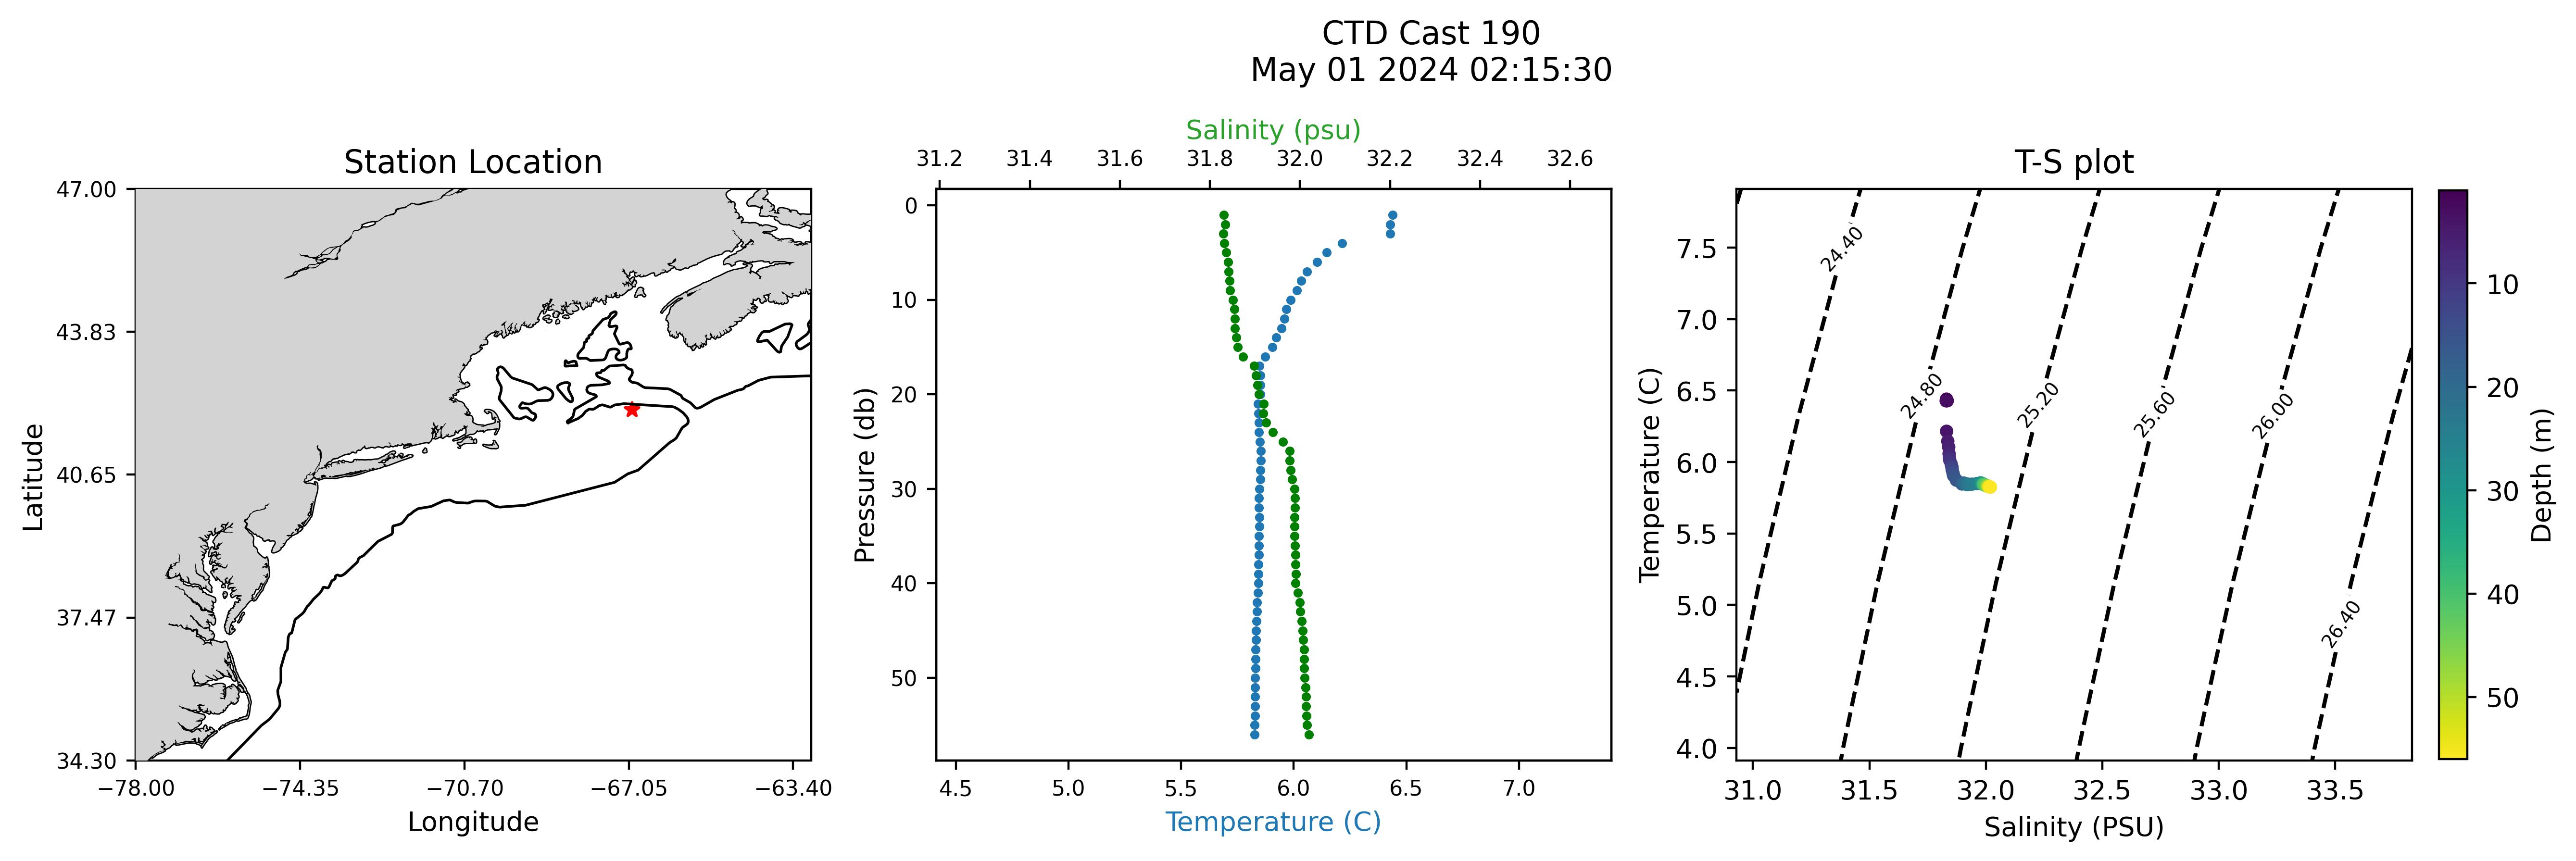 CTD Cast 190
May 01 2024 02:15:30
Station Location
47.00
43.83
40.65
37.47
34.30
Latitude
−78.00 −74.35 −70.70 −67.05 −63.40
Longitude
Salinity (psu)
31.2 31.4 31.6 31.8 32.0 32.2 32.4 32.6
0
10
20
30
40
50
Pressure (db)
4.5 5.0 5.5 6.0 6.5 7.0
Temperature (C)
T-S plot
7.5
7.0
6.5
6.0
5.5
5.0
4.5
4.0
Temperature (C)
24.40
24.80
25.20
25.60
26.00
26.40
31.0 31.5 32.0 32.5 33.0 33.5
Salinity (PSU)
10
20
30
40
50
Depth (m)